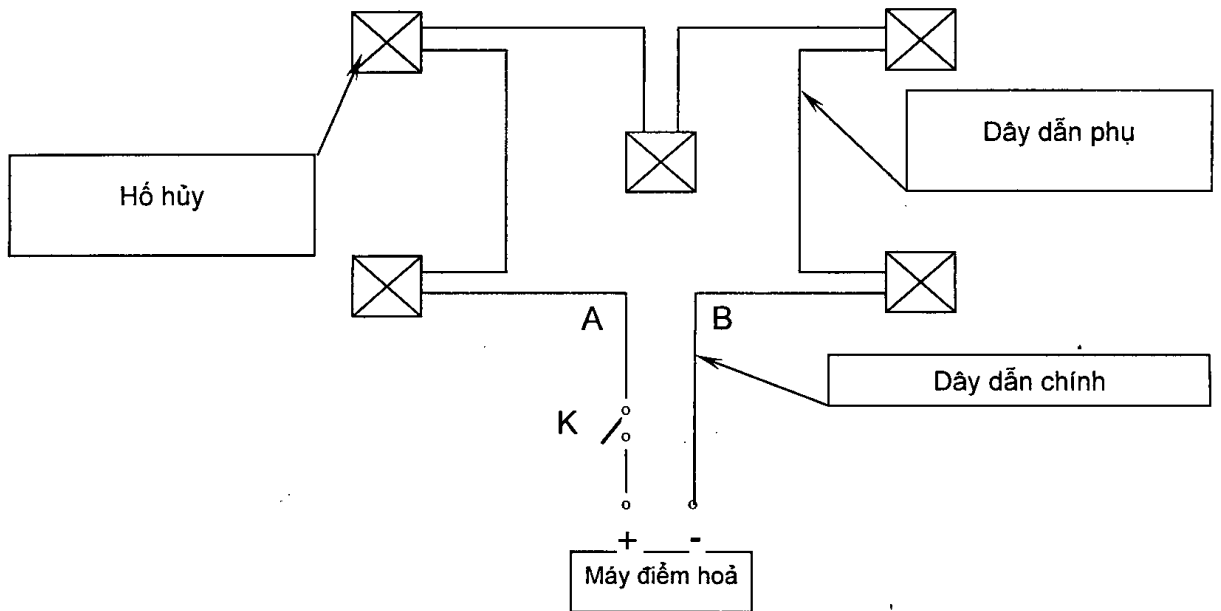 Dây dẫn phụ
Hố hủy
A
B
Dây dẫn chính
K
+
-
Máy điểm hoả